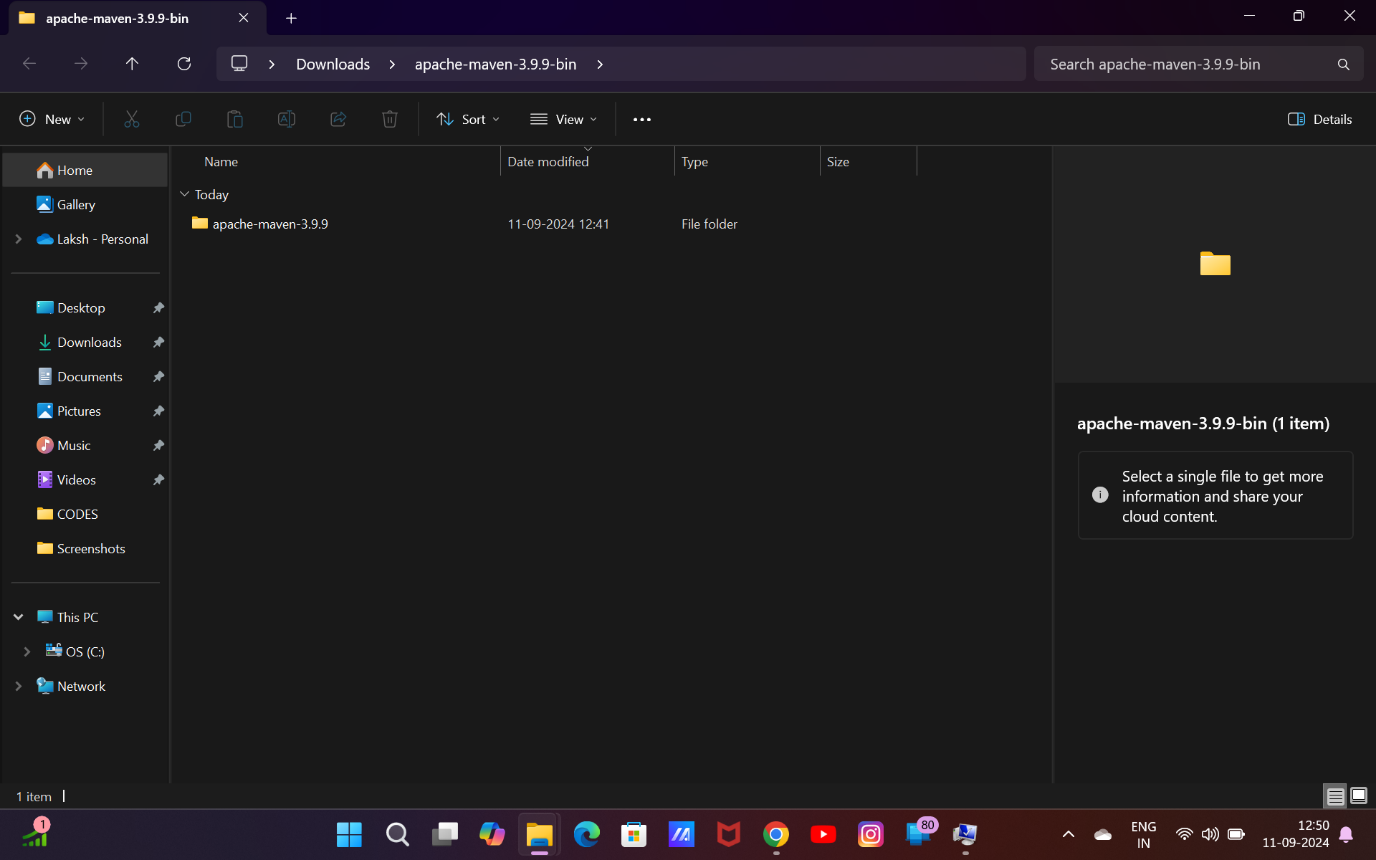 apache-maven-3.9.9-bin
Downloads apache-maven-3.9.9-bin
Search apache-maven-3.9.9-bin
New
Sort
View
Details
Name Date modified Type Size
Today
apache-maven-3.9.9 11-09-2024 12:41 File folder
Home
Gallery
Laksh - Personal
Desktop
Downloads
Documents
Pictures
Music
Videos
CODES
Screenshots
This PC
OS (C:)
Network
apache-maven-3.9.9-bin (1 item)
Select a single file to get more
information and share your
cloud content.
1 item
1
80
ENG
IN
12:50
11-09-2024